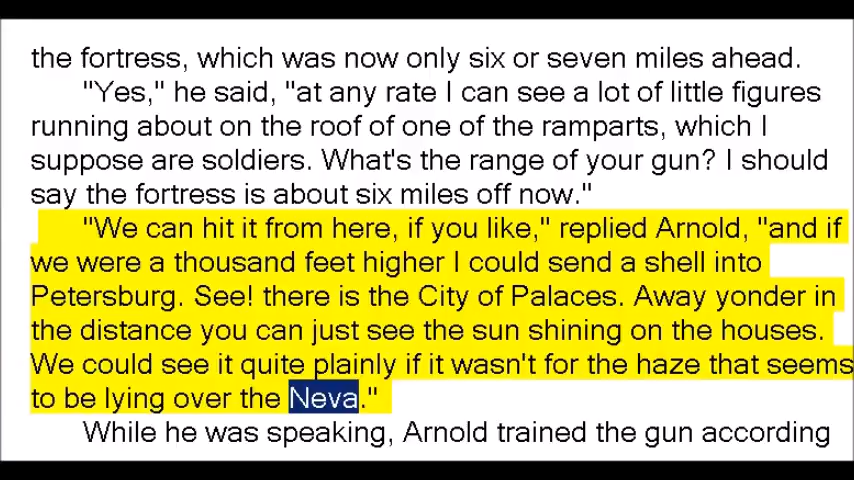 the fortress, which was now only six or seven miles ahead.
"Yes," he said, "at any rate I can see a lot of little figures
running about on the roof of one of the ramparts, which I
suppose are soldiers. What's the range of your gun? I should
say the fortress is about six miles off now."
"We can hit it from here, if you like," replied Arnold, "and if
we were a thousand feet higher I could send a shell into
Petersburg. See! there is the City of Palaces. Away yonder in
the distance you can just see the sun shining on the houses.
We could see it quite plainly if it wasn't for the haze that seems
to be lying over the Neva."
While he was speaking, Arnold trained the gun according